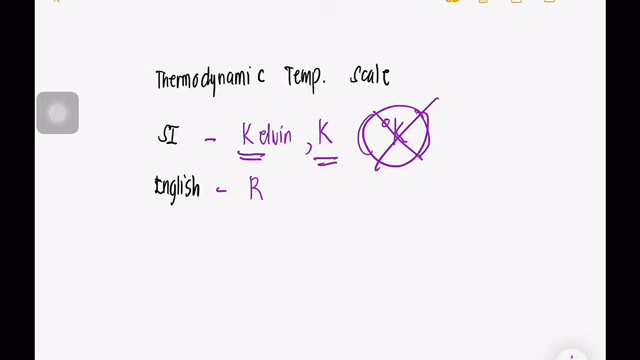 Thermodynamic Temp. Scale
SI - Kelvin, K °K
English - R